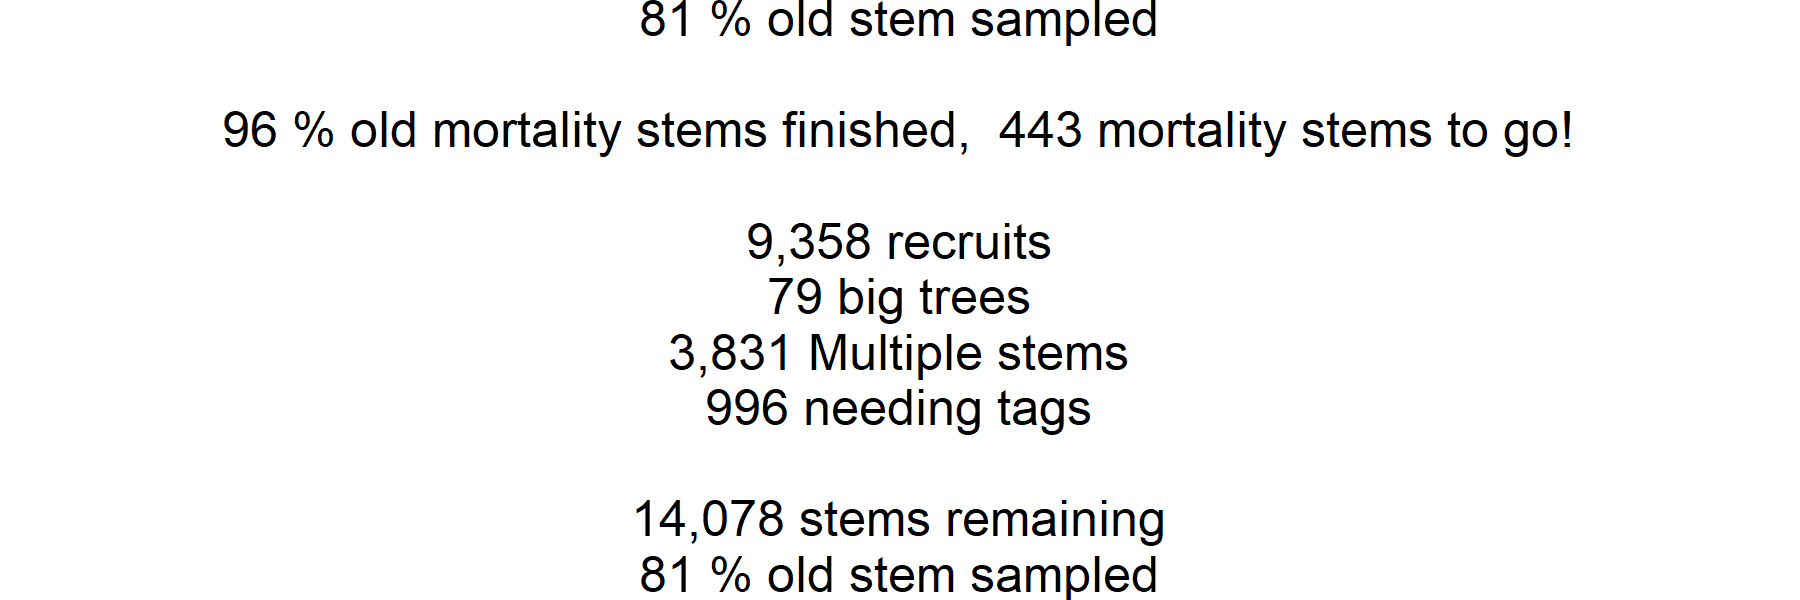 81 % old stem sampled
96 % old mortality stems finished,  443 mortality stems to go!
9,358 recruits
79 big trees
3,831 Multiple stems
996 needing tags
14,078 stems remaining
81 % old stem sampled